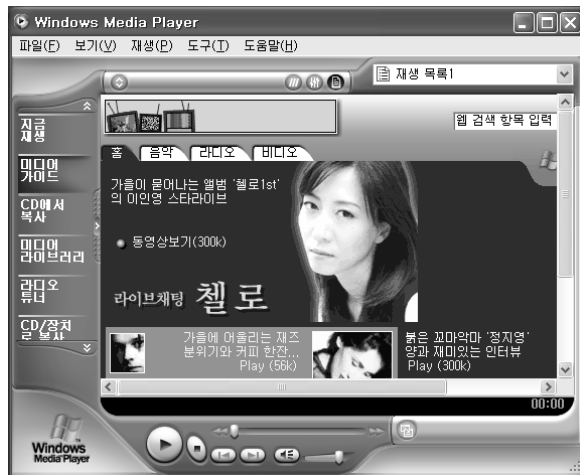 Windows Media Player
파일(F) 보기(V) 재생(P) 도구(T) 도움말(H)
재생 목록1
지금
재생
미디어
가이드
CD에서
복사
미디어
라이브러리
라디오
튜너
CD/장치
로 복사
웹 검색 항목 입력
홈 음악 라디오 비디오
가을이 묻어나는 앨범 '첼로1st'
의 이인영 스타라이브
동영상보기(300k)
라이브채팅 첼로
가을에 어울리는 재즈
분위기와 커피 한잔...
Play (56k)
붉은 꼬마악마 '정지영'
양과 재미있는 인터뷰
Play (300k)
00:00
Windows
Media Player